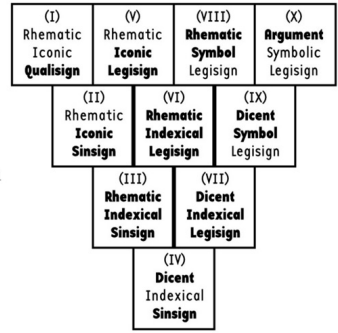 (I)
Rhematic
Iconic
Qualisign
(V)
Rhematic
Iconic
Legisign
(VIII)
Rhematic
Symbol
Legisign
(X)
Argument
Symbolic
Legisign
(II)
Rhematic
Iconic
Sinsign
(VI)
Rhematic
Indexical
Legisign
(IX)
Dicent
Symbol
Legisign
(III)
Rhematic
Indexical
Sinsign
(VII)
Dicent
Indexical
Legisign
(IV)
Dicent
Indexical
Sinsign